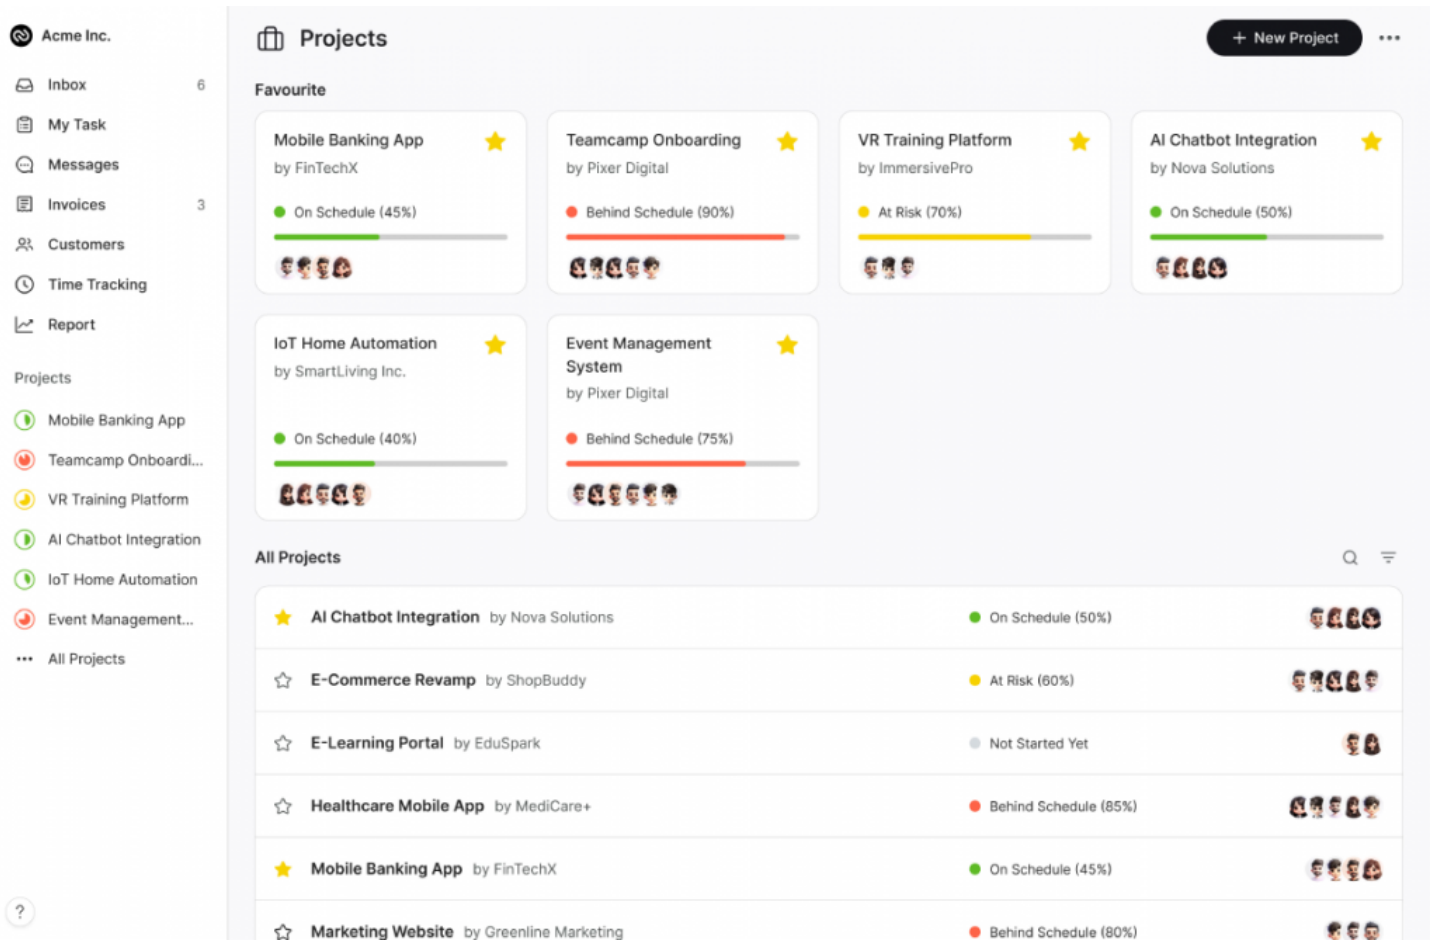 Acme Inc.
Inbox 6
My Task
Messages
Invoices 3
Customers
Time Tracking
Report
Projects
Mobile Banking App
Teamcamp Onboardi...
VR Training Platform
AI Chatbot Integration
IoT Home Automation
Event Management...
All Projects
?
Projects
+ New Project
Favourite
Mobile Banking App
by FinTechX
On Schedule (45%)
Teamcamp Onboarding
by Pixer Digital
Behind Schedule (90%)
VR Training Platform
by ImmersivePro
At Risk (70%)
AI Chatbot Integration
by Nova Solutions
On Schedule (50%)
IoT Home Automation
by SmartLiving Inc.
On Schedule (40%)
Event Management
System
by Pixer Digital
Behind Schedule (75%)
All Projects
AI Chatbot Integration by Nova Solutions On Schedule (50%)
E-Commerce Revamp by ShopBuddy At Risk (60%)
E-Learning Portal by EduSpark Not Started Yet
Healthcare Mobile App by MediCare+ Behind Schedule (85%)
Mobile Banking App by FinTechX On Schedule (45%)
Marketing Website by Greenline Marketing Behind Schedule (80%)